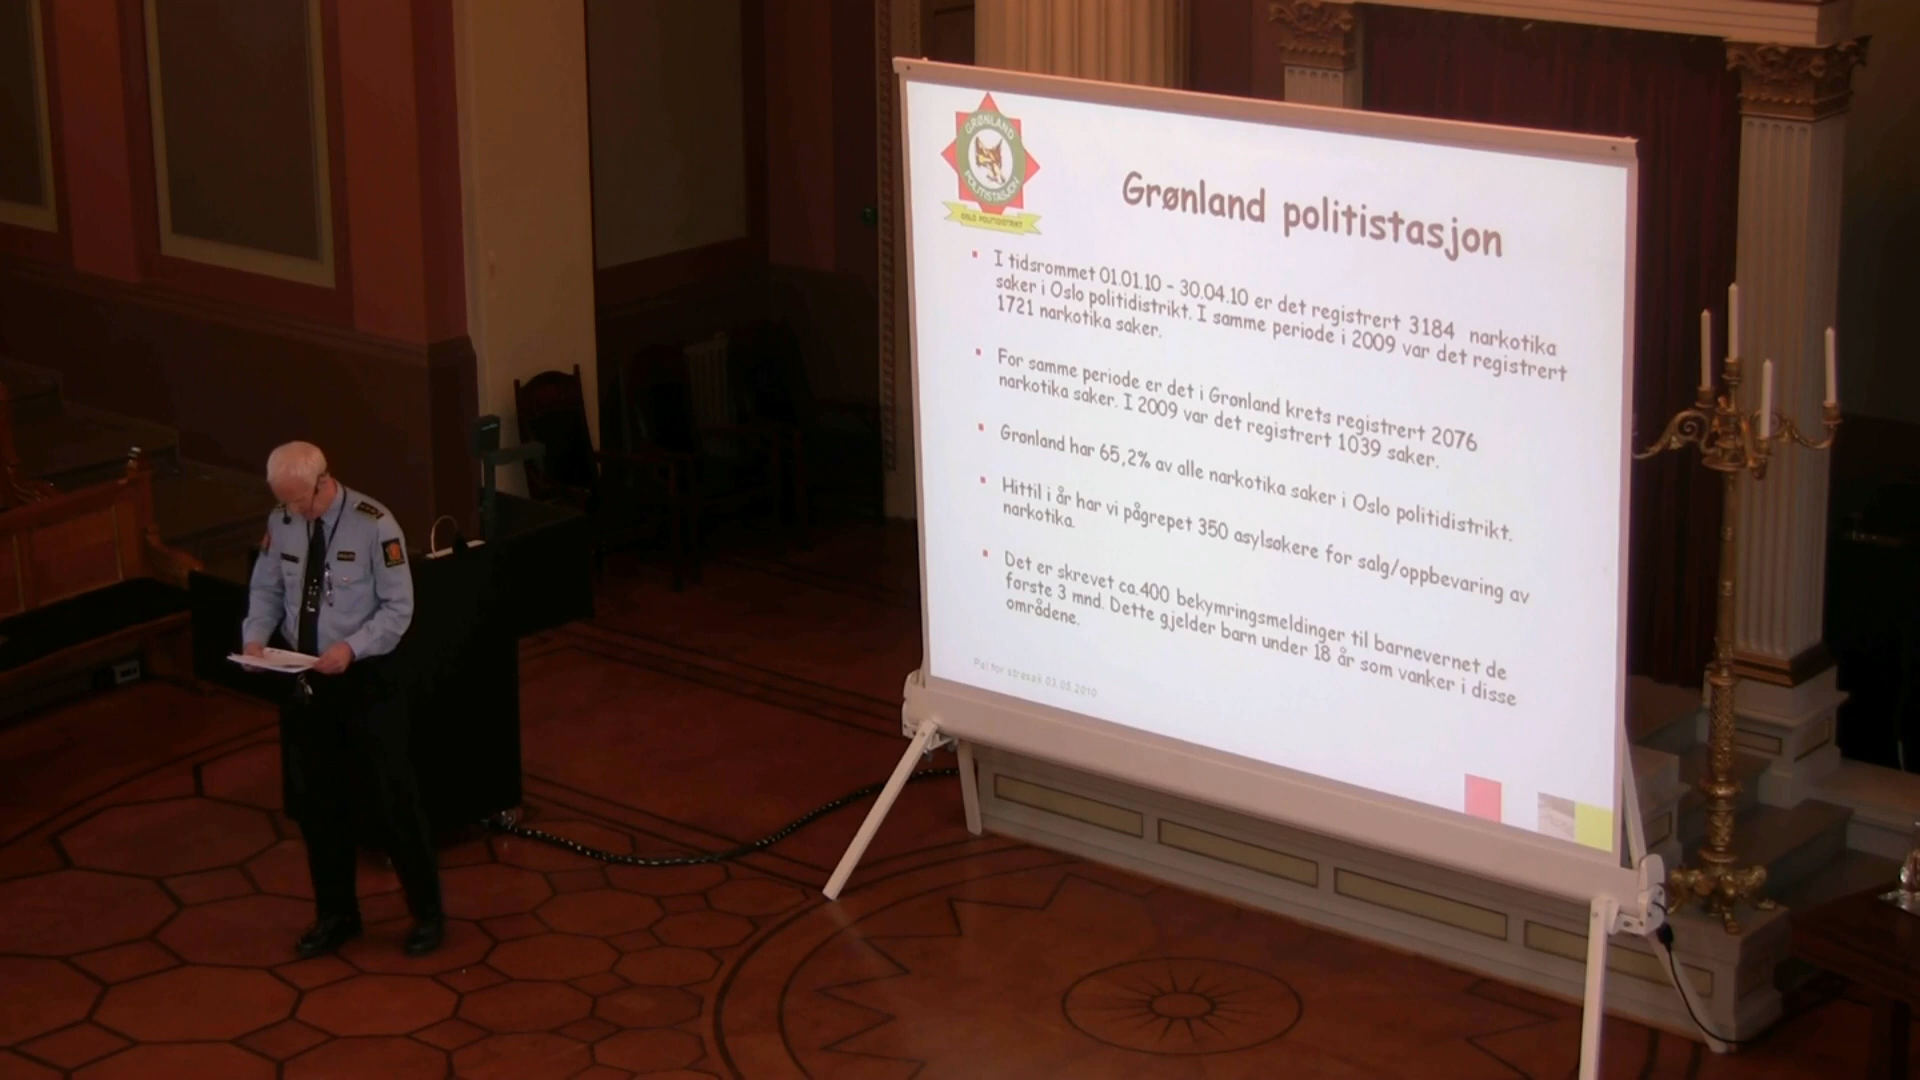 GRØNLAND
POLITISTASJON
OSLO POLITIDISTRIKT
Grønland politistasjon
I tidsrommet 01.01.10 - 30.04.10 er det registrert 3184 narkotika
saker i Oslo politidistrikt. I samme periode i 2009 var det registrert
1721 narkotika saker.
For samme periode er det i Grønland krets registrert 2076
narkotika saker. I 2009 var det registrert 1039 saker.
Grønland har 65,2% av alle narkotika saker i Oslo politidistrikt.
Hittil i år har vi pågrepet 350 asylsøkere for salg/oppbevaring av
narkotika.
Det er skrevet ca.400 bekymringsmeldinger til barnevernet de
første 3 mnd. Dette gjelder barn under 18 år som vanker i disse
områdene.
03.05.2010